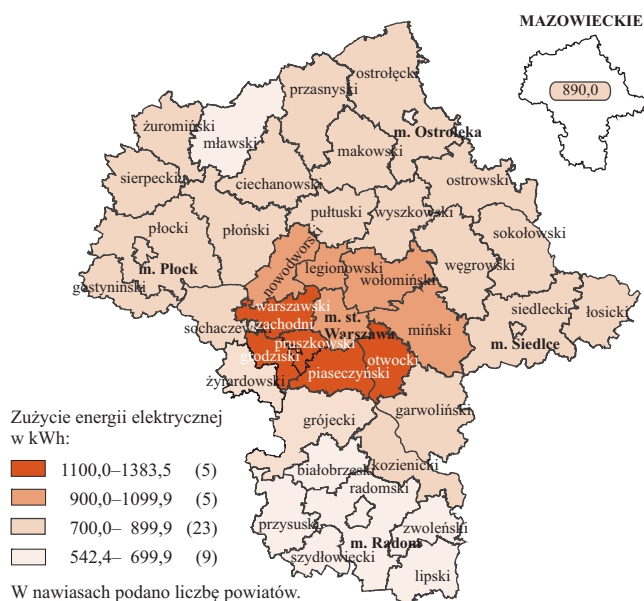 MAZOWIECKIE
890,0
ostrołęcki
przasnyski
żuromiński
mławski
m. Ostrołęka
makowski
sierpecki
ciechanowski
ostrowski
pułtuski
wyszkowski
płocki
płoński
sokołowski
nowodworski
legionowski
węgrowski
m. Płock
wołomiński
gostyniński
warszawski
zachodni
siedlecki
łosicki
m. st.
Warszawa
sochaczewski
miński
m. Siedlce
pruszkowski
grodziski
otwocki
piaseczyński
żyrardowski
grójecki
garwoliński
Zużycie energii elektrycznej
w kWh:
1100,0–1383,5 (5)
900,0–1099,9 (5)
700,0– 899,9 (23)
542,4– 699,9 (9)
białobrzeski
kozienicki
radomski
przysuski
zwoleński
m. Radom
szydłowiecki
lipski
W nawiasach podano liczbę powiatów.